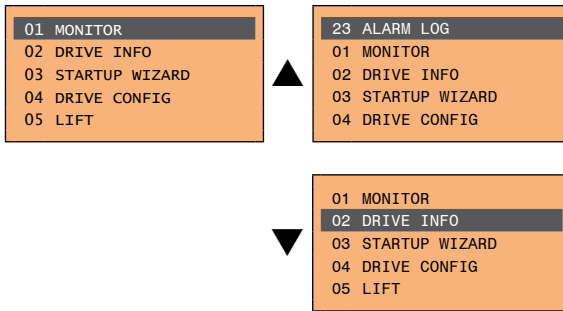 01 MONITOR
02 DRIVE INFO
03 STARTUP WIZARD
04 DRIVE CONFIG
05 LIFT
23 ALARM LOG
01 MONITOR
02 DRIVE INFO
03 STARTUP WIZARD
04 DRIVE CONFIG
01 MONITOR
02 DRIVE INFO
03 STARTUP WIZARD
04 DRIVE CONFIG
05 LIFT